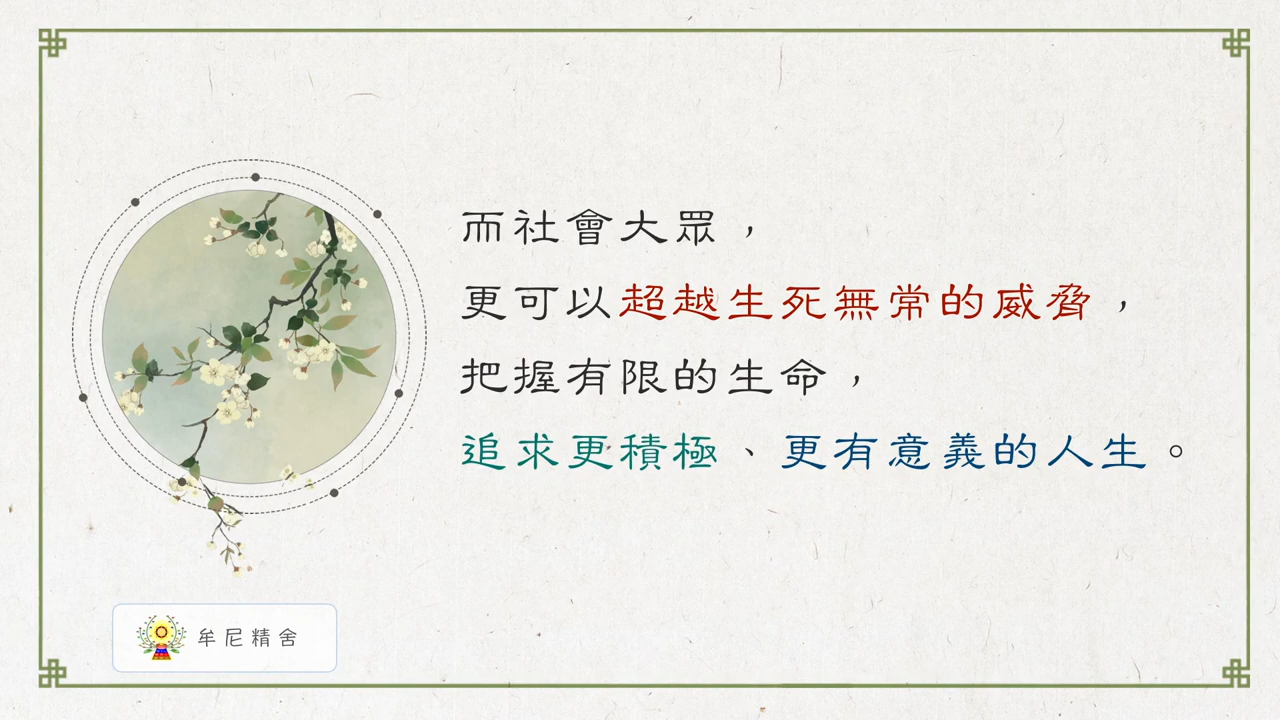 而社會大眾，
更可以超越生死無常的威脅，
把握有限的生命，
追求更積極、更有意義的人生。
牟尼精舍